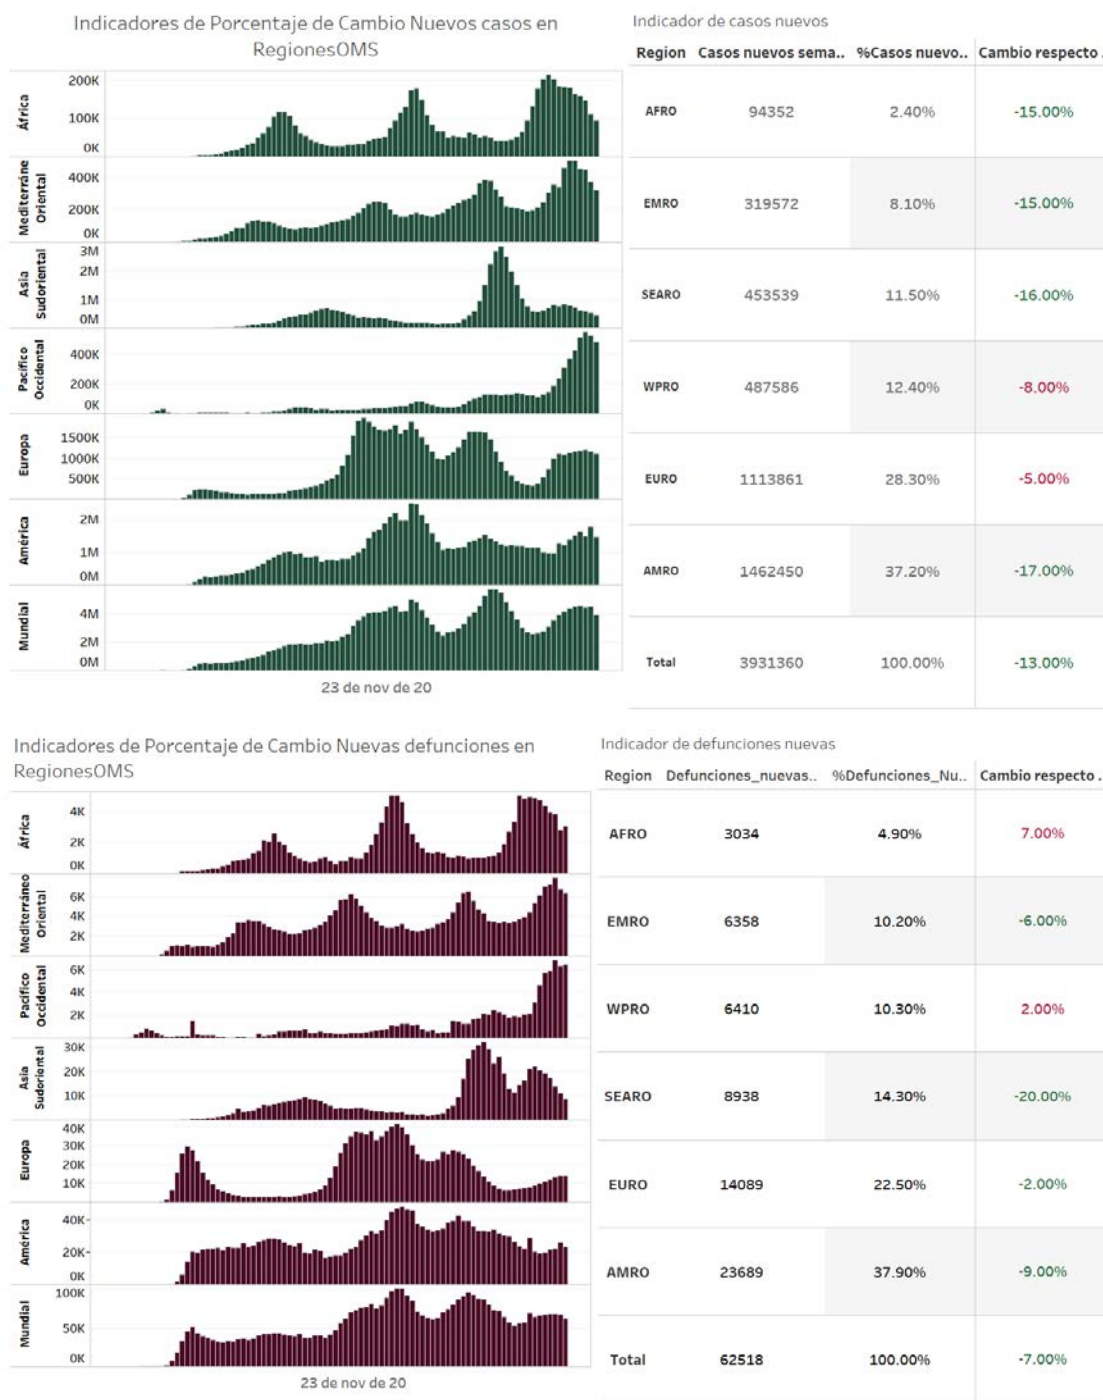 Indicadores de Porcentaje de Cambio Nuevos casos en
RegionesOMS
África
200K
100K
0K
Mediterráne
Oriental
400K
200K
0K
Asia
Sudoriental
3M
2M
1M
0M
Pacífico
Occidental
400K
200K
0K
Europa
1500K
1000K
500K
América
2M
1M
0M
Mundial
4M
2M
0M
23 de nov de 20
Indicador de casos nuevos
Region Casos nuevos sema.. %Casos nuevo.. Cambio respecto .
AFRO 94352 2.40% -15.00%
EMRO 319572 8.10% -15.00%
SEARO 453539 11.50% -16.00%
WPRO 487586 12.40% -8.00%
EURO 1113861 28.30% -5.00%
AMRO 1462450 37.20% -17.00%
Total 3931360 100.00% -13.00%
Indicadores de Porcentaje de Cambio Nuevas defunciones en
RegionesOMS
África
4K
2K
0K
Mediterráneo
Oriental
6K
4K
2K
Pacífico
Occidental
6K
4K
2K
Asia
Sudoriental
30K
20K
10K
Europa
40K
30K
20K
10K
América
40K
20K
0K
Mundial
100K
50K
0K
23 de nov de 20
Indicador de defunciones nuevas
Region Defunciones_nuevas.. %Defunciones_Nu.. Cambio respecto .
AFRO 3034 4.90% 7.00%
EMRO 6358 10.20% -6.00%
WPRO 6410 10.30% 2.00%
SEARO 8938 14.30% -20.00%
EURO 14089 22.50% -2.00%
AMRO 23689 37.90% -9.00%
Total 62518 100.00% -7.00%